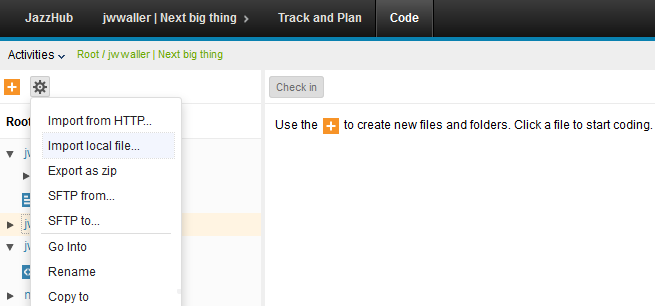 JazzHub
jwwaller | Next big thing
Track and Plan
Code
Activities
Root / jwwaller | Next big thing
Check in
Import from HTTP...
Use the to create new files and folders. Click a file to start coding.
Root
Import local file...
Export as zip
SFTP from...
SFTP to...
Go Into
Rename
Copy to